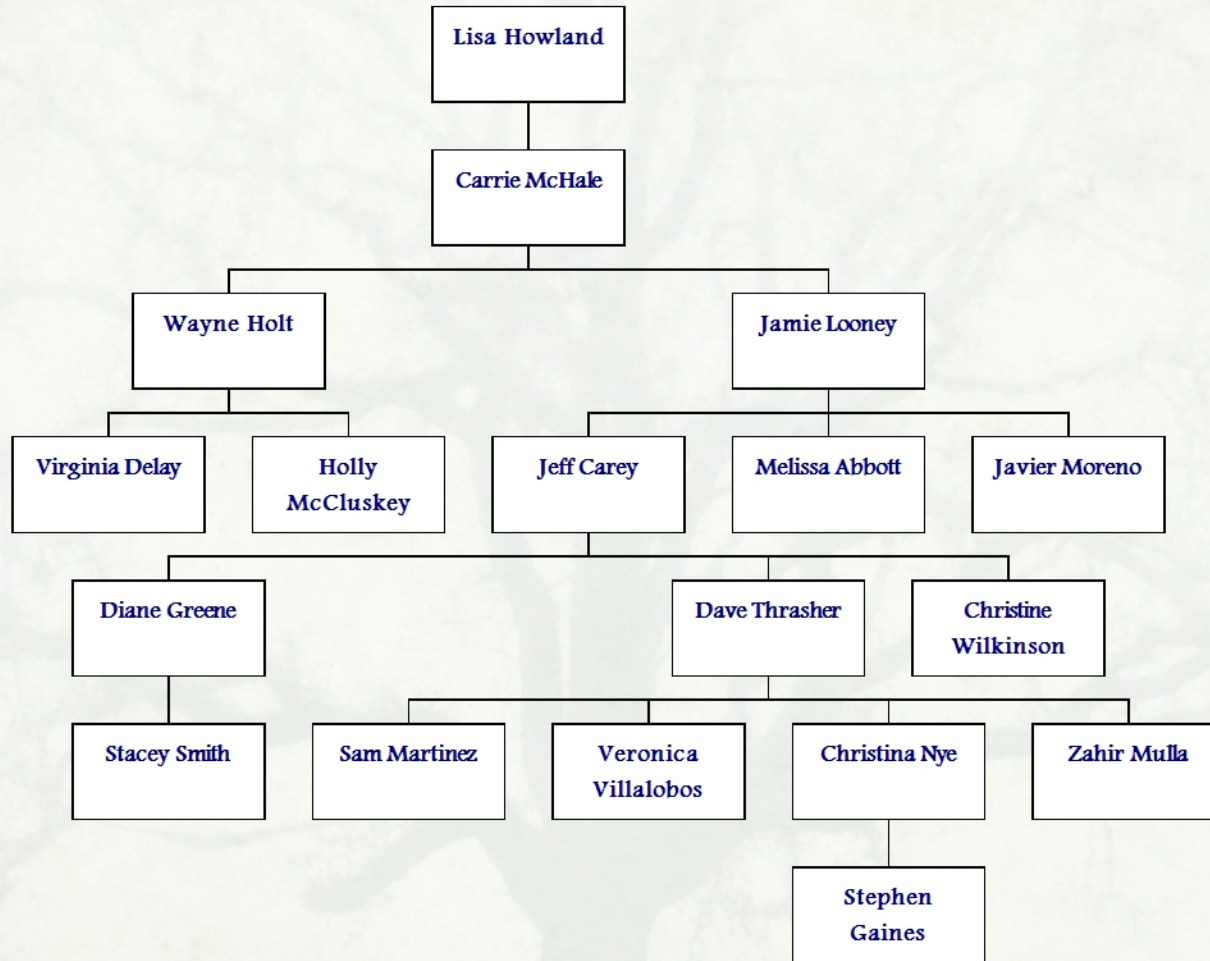 Lisa Howland
Carrie McHale
Wayne Holt
Jamie Looney
Virginia Delay
Holly
McCluskey
Jeff Carey
Melissa Abbott
Javier Moreno
Diane Greene
Dave Thrasher
Christine
Wilkinson
Stacey Smith
Sam Martinez
Veronica
Villalobos
Christina Nye
Zahir Mulla
Stephen
Gaines